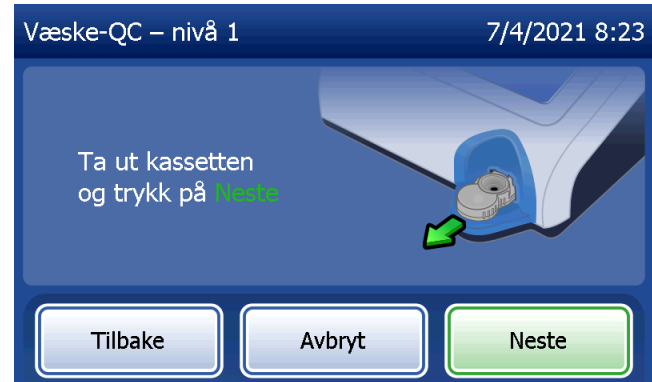 Væske-QC – nivå 1
7/4/2021 8:23
Ta ut kassetten
og trykk på Neste
Tilbake
Avbryt
Neste